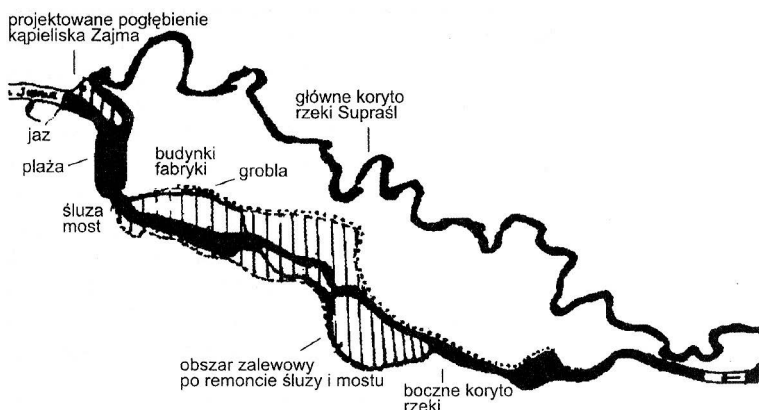 projektowane pogłębienie
kąpieliska Zajma
jaz
plaża
budynki
fabryki
grobla
główne koryto
rzeki Supraśl
śluza
most
obszar zalewowy
po remoncie śluzy i mostu
boczne koryto
rzeki